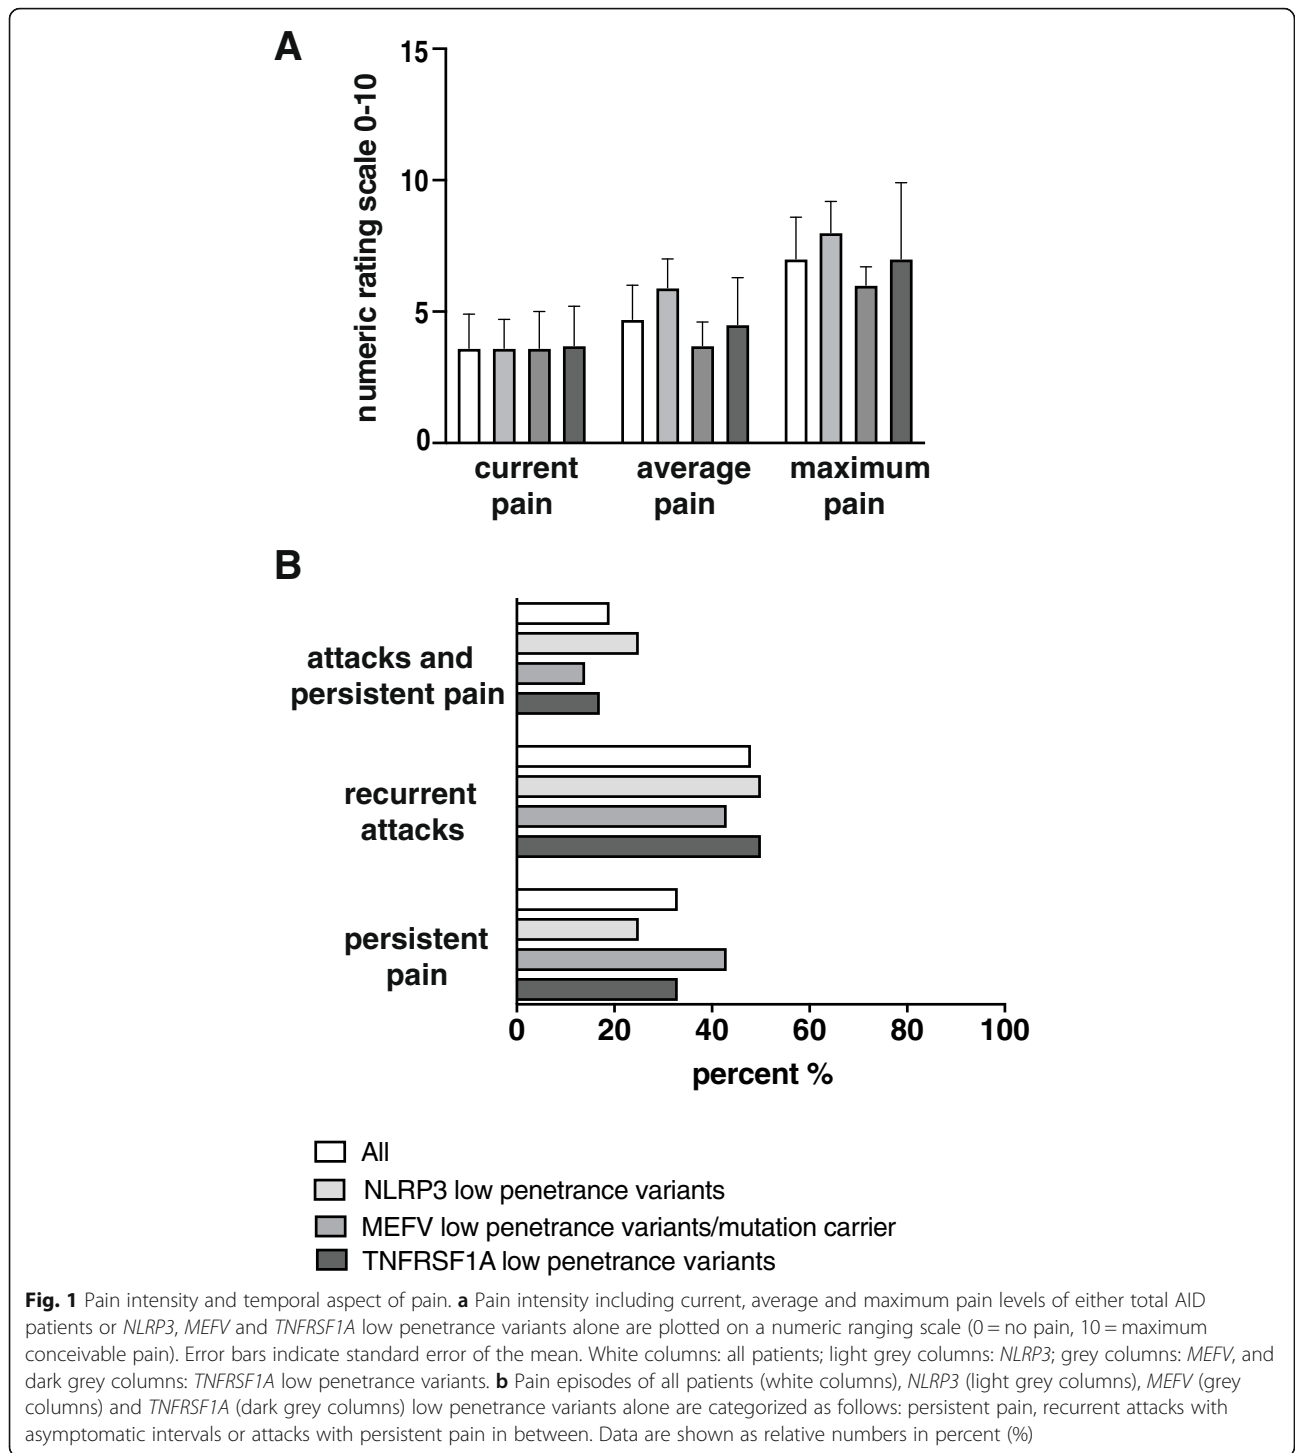 A
15
10
5
0
numeric rating scale 0-10
current
pain
average
pain
maximum
pain
B
attacks and
persistent pain
recurrent
attacks
persistent
pain
0 20 40 60 80 100
percent %
All
NLRP3 low penetrance variants
MEFV low penetrance variants/mutation carrier
TNFRSF1A low penetrance variants
Fig. 1 Pain intensity and temporal aspect of pain. a Pain intensity including current, average and maximum pain levels of either total AID
patients or NLRP3, MEFV and TNFRSF1A low penetrance variants alone are plotted on a numeric ranging scale (0 = no pain, 10 = maximum
conceivable pain). Error bars indicate standard error of the mean. White columns: all patients; light grey columns: NLRP3; grey columns: MEFV, and
dark grey columns: TNFRSF1A low penetrance variants. b Pain episodes of all patients (white columns), NLRP3 (light grey columns), MEFV (grey
columns) and TNFRSF1A (dark grey columns) low penetrance variants alone are categorized as follows: persistent pain, recurrent attacks with
asymptomatic intervals or attacks with persistent pain in between. Data are shown as relative numbers in percent (%)